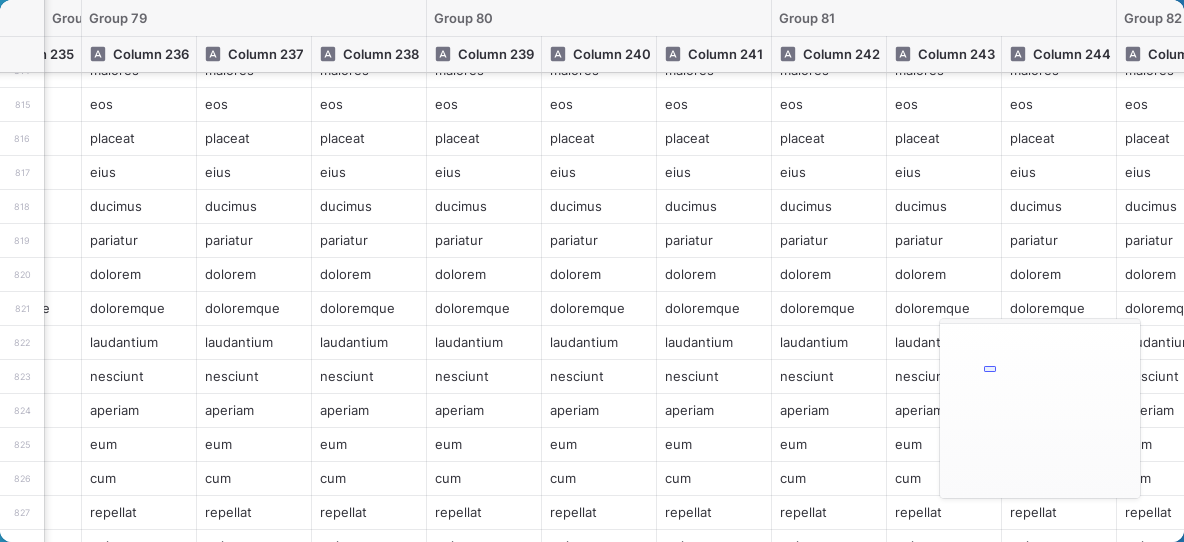 Grou Group 79 Group 80 Group 81 Group 82
235 A Column 236 A Column 237 A Column 238 A Column 239 A Column 240 A Column 241 A Column 242 A Column 243 A Column 244 A Colum
815 eos eos eos eos eos eos eos eos eos eos
816 placeat placeat placeat placeat placeat placeat placeat placeat placeat placeat
817 eius eius eius eius eius eius eius eius eius eius
818 ducimus ducimus ducimus ducimus ducimus ducimus ducimus ducimus ducimus ducimus
819 pariatur pariatur pariatur pariatur pariatur pariatur pariatur pariatur pariatur pariatur
820 dolorem dolorem dolorem dolorem dolorem dolorem dolorem dolorem dolorem dolorem
821 e doloremque doloremque doloremque doloremque doloremque doloremque doloremque doloremque doloremque doloremq
822 laudantium laudantium laudantium laudantium laudantium laudantium laudantium laudant udantiur
823 nesciunt nesciunt nesciunt nesciunt nesciunt nesciunt nesciunt nesciur sciunt
824 aperiam aperiam aperiam aperiam aperiam aperiam aperiam aperiam eriam
825 eum eum eum eum eum eum eum eum m
826 cum cum cum cum cum cum cum cum m
827 repellat repellat repellat repellat repellat repellat repellat repellat repellat repellat